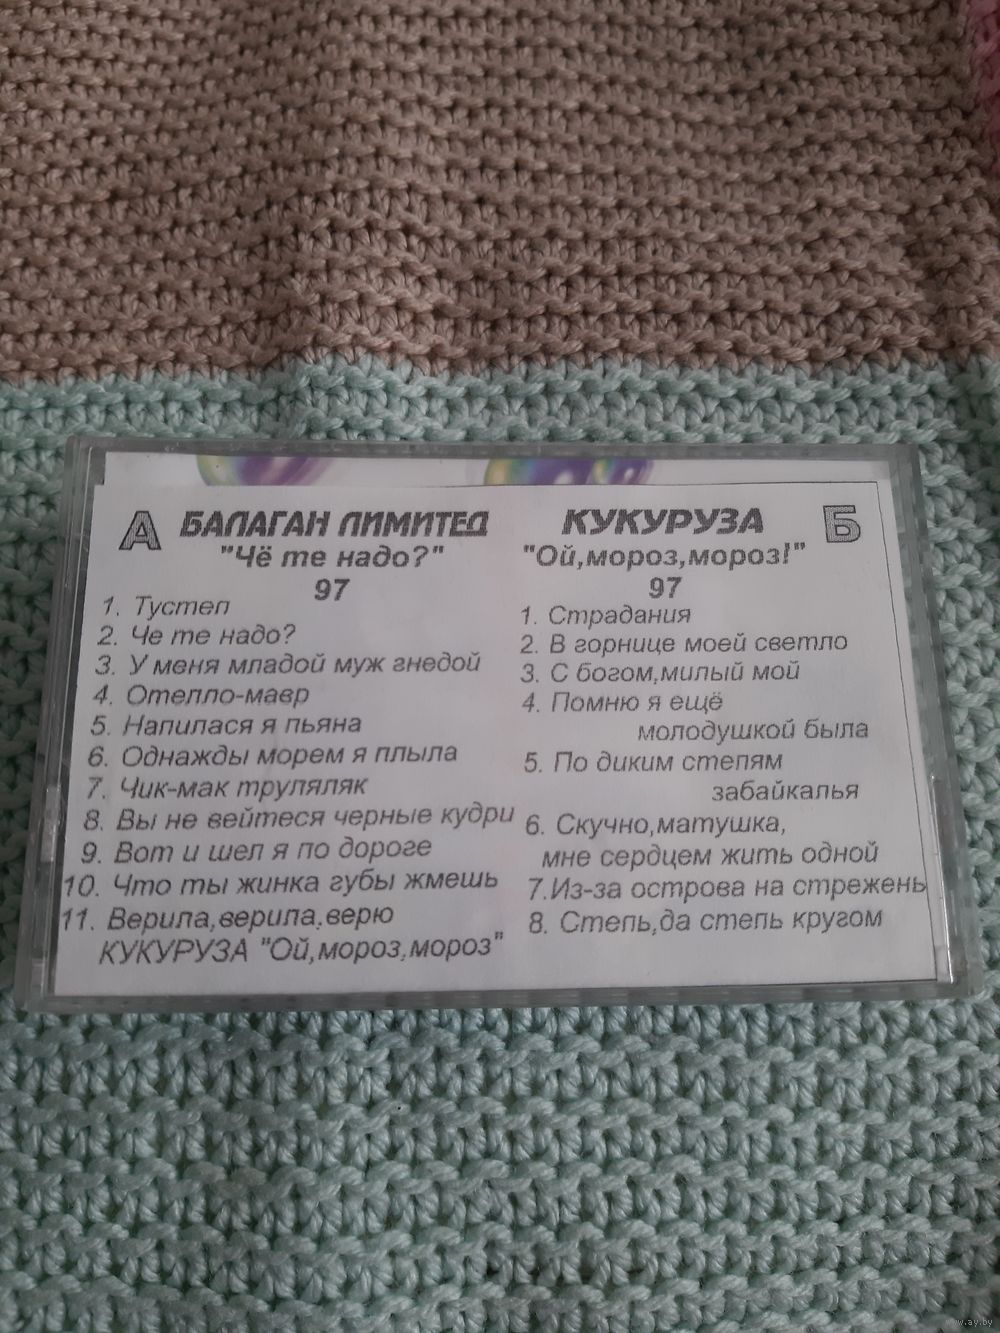 А
БАЛАГАН ЛИМИТЕД
"Чё те надо?"
97
1. Тустеп
2. Че те надо?
3. У меня младой муж гнедой
4. Отелло-мавр
5. Напилася я пьяна
6. Однажды морем я плыла
7. Чик-мак труляляк
8. Вы не вейтеся черные кудри
9. Вот и шел я по дороге
10. Что ты жинка губы жмешь
11. Верила,верила,верю
КУКУРУЗА "Ой,мороз,мороз"
КУКУРУЗА
Б
"Ой,мороз,мороз!"
97
1. Страдания
2. В горнице моей светло
3. С богом,милый мой
4. Помню я ещё
молодушкой была
5. По диким степям
забайкалья
6. Скучно,матушка,
мне сердцем жить одной
7.Из-за острова на стрежень
8. Степь,да степь кругом
www.ay.by